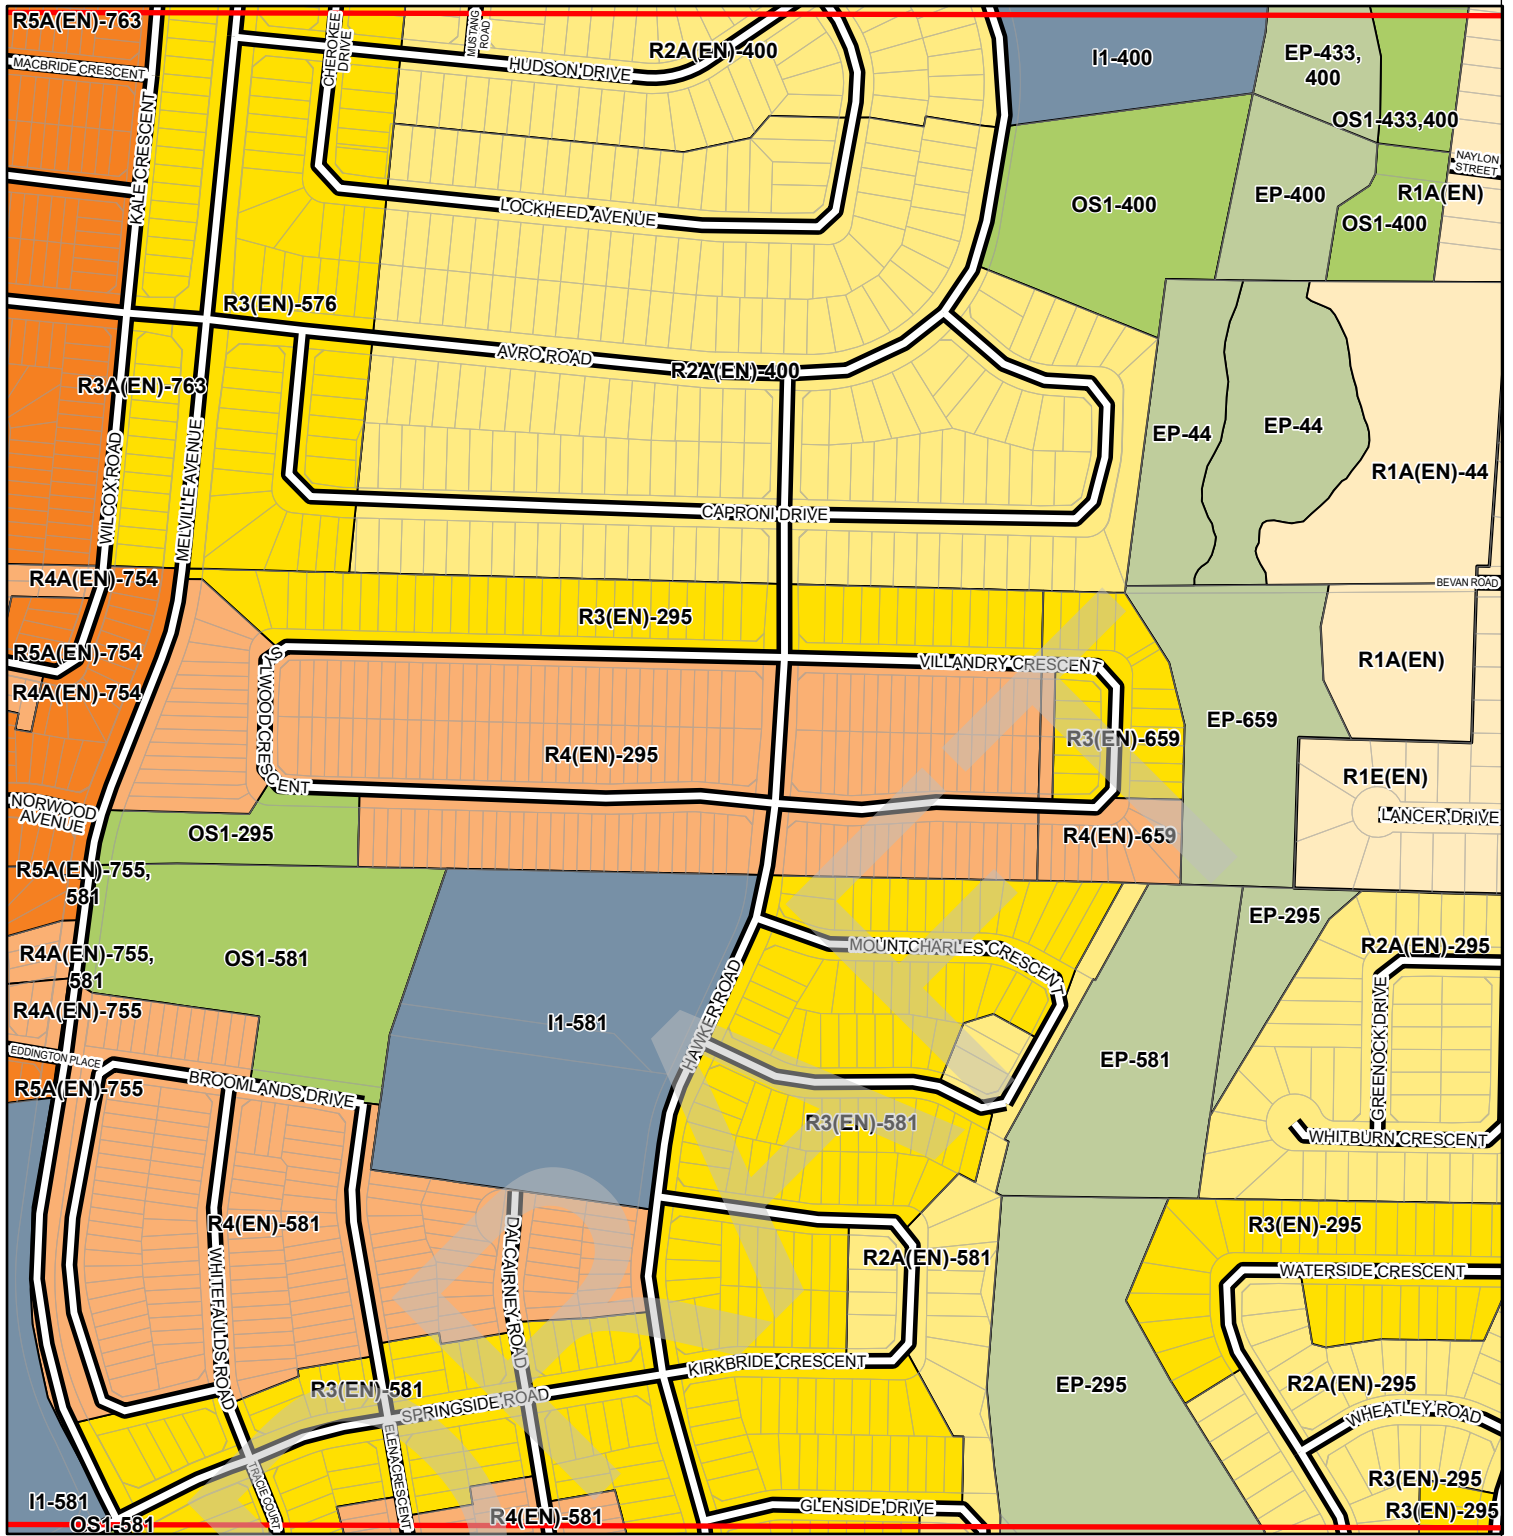 R5A(EN)-763
MACBRIDE CRESCENT
KALE CRESCENT
CHEROKEE
DRIVE
MUSTANG
ROAD
HUDSON DRIVE
R2A(EN)-400
I1-400
EP-433,
400
OS1-433,400
NAYLON
STREET
R1A(EN)
EP-400
OS1-400
OS1-400
LOCKHEED AVENUE
R3(EN)-576
AVRO ROAD
R2A(EN)-400
R3A(EN)-763
WILCOX ROAD
MELVILLE AVENUE
EP-44
EP-44
R1A(EN)-44
CAPRONI DRIVE
R4A(EN)-754
BEVAN ROAD
R3(EN)-295
R5A(EN)-754
SYLWOOD CRESCENT
VILLANDRY CRESCENT
R1A(EN)
R4A(EN)-754
EP-659
R3(EN)-659
R4(EN)-295
R1E(EN)
NORWOOD
AVENUE
LANCER DRIVE
OS1-295
R4(EN)-659
R5A(EN)-755,
581
EP-295
R4A(EN)-755,
581
OS1-581
MOUNTCHARLES CRESCENT
R2A(EN)-295
R4A(EN)-755
I1-581
HAWKER ROAD
GREENOCK DRIVE
EDDINGTON PLACE
EP-581
R5A(EN)-755
BROOMLANDS DRIVE
R3(EN)-581
WHITBURN CRESCENT
R4(EN)-581
WHITEFAULDS ROAD
DALCAIRNEY ROAD
R2A(EN)-581
R3(EN)-295
WATERSIDE CRESCENT
KIRKBRIDE CRESCENT
R3(EN)-581
SPRINGSIDE ROAD
EP-295
R2A(EN)-295
WHEATLEY ROAD
ELENA CRESCENT
TRACIE COURT
R3(EN)-295
I1-581
OS1-581
R4(EN)-581
GLENSIDE DRIVE
R3(EN)-295
DRAFT